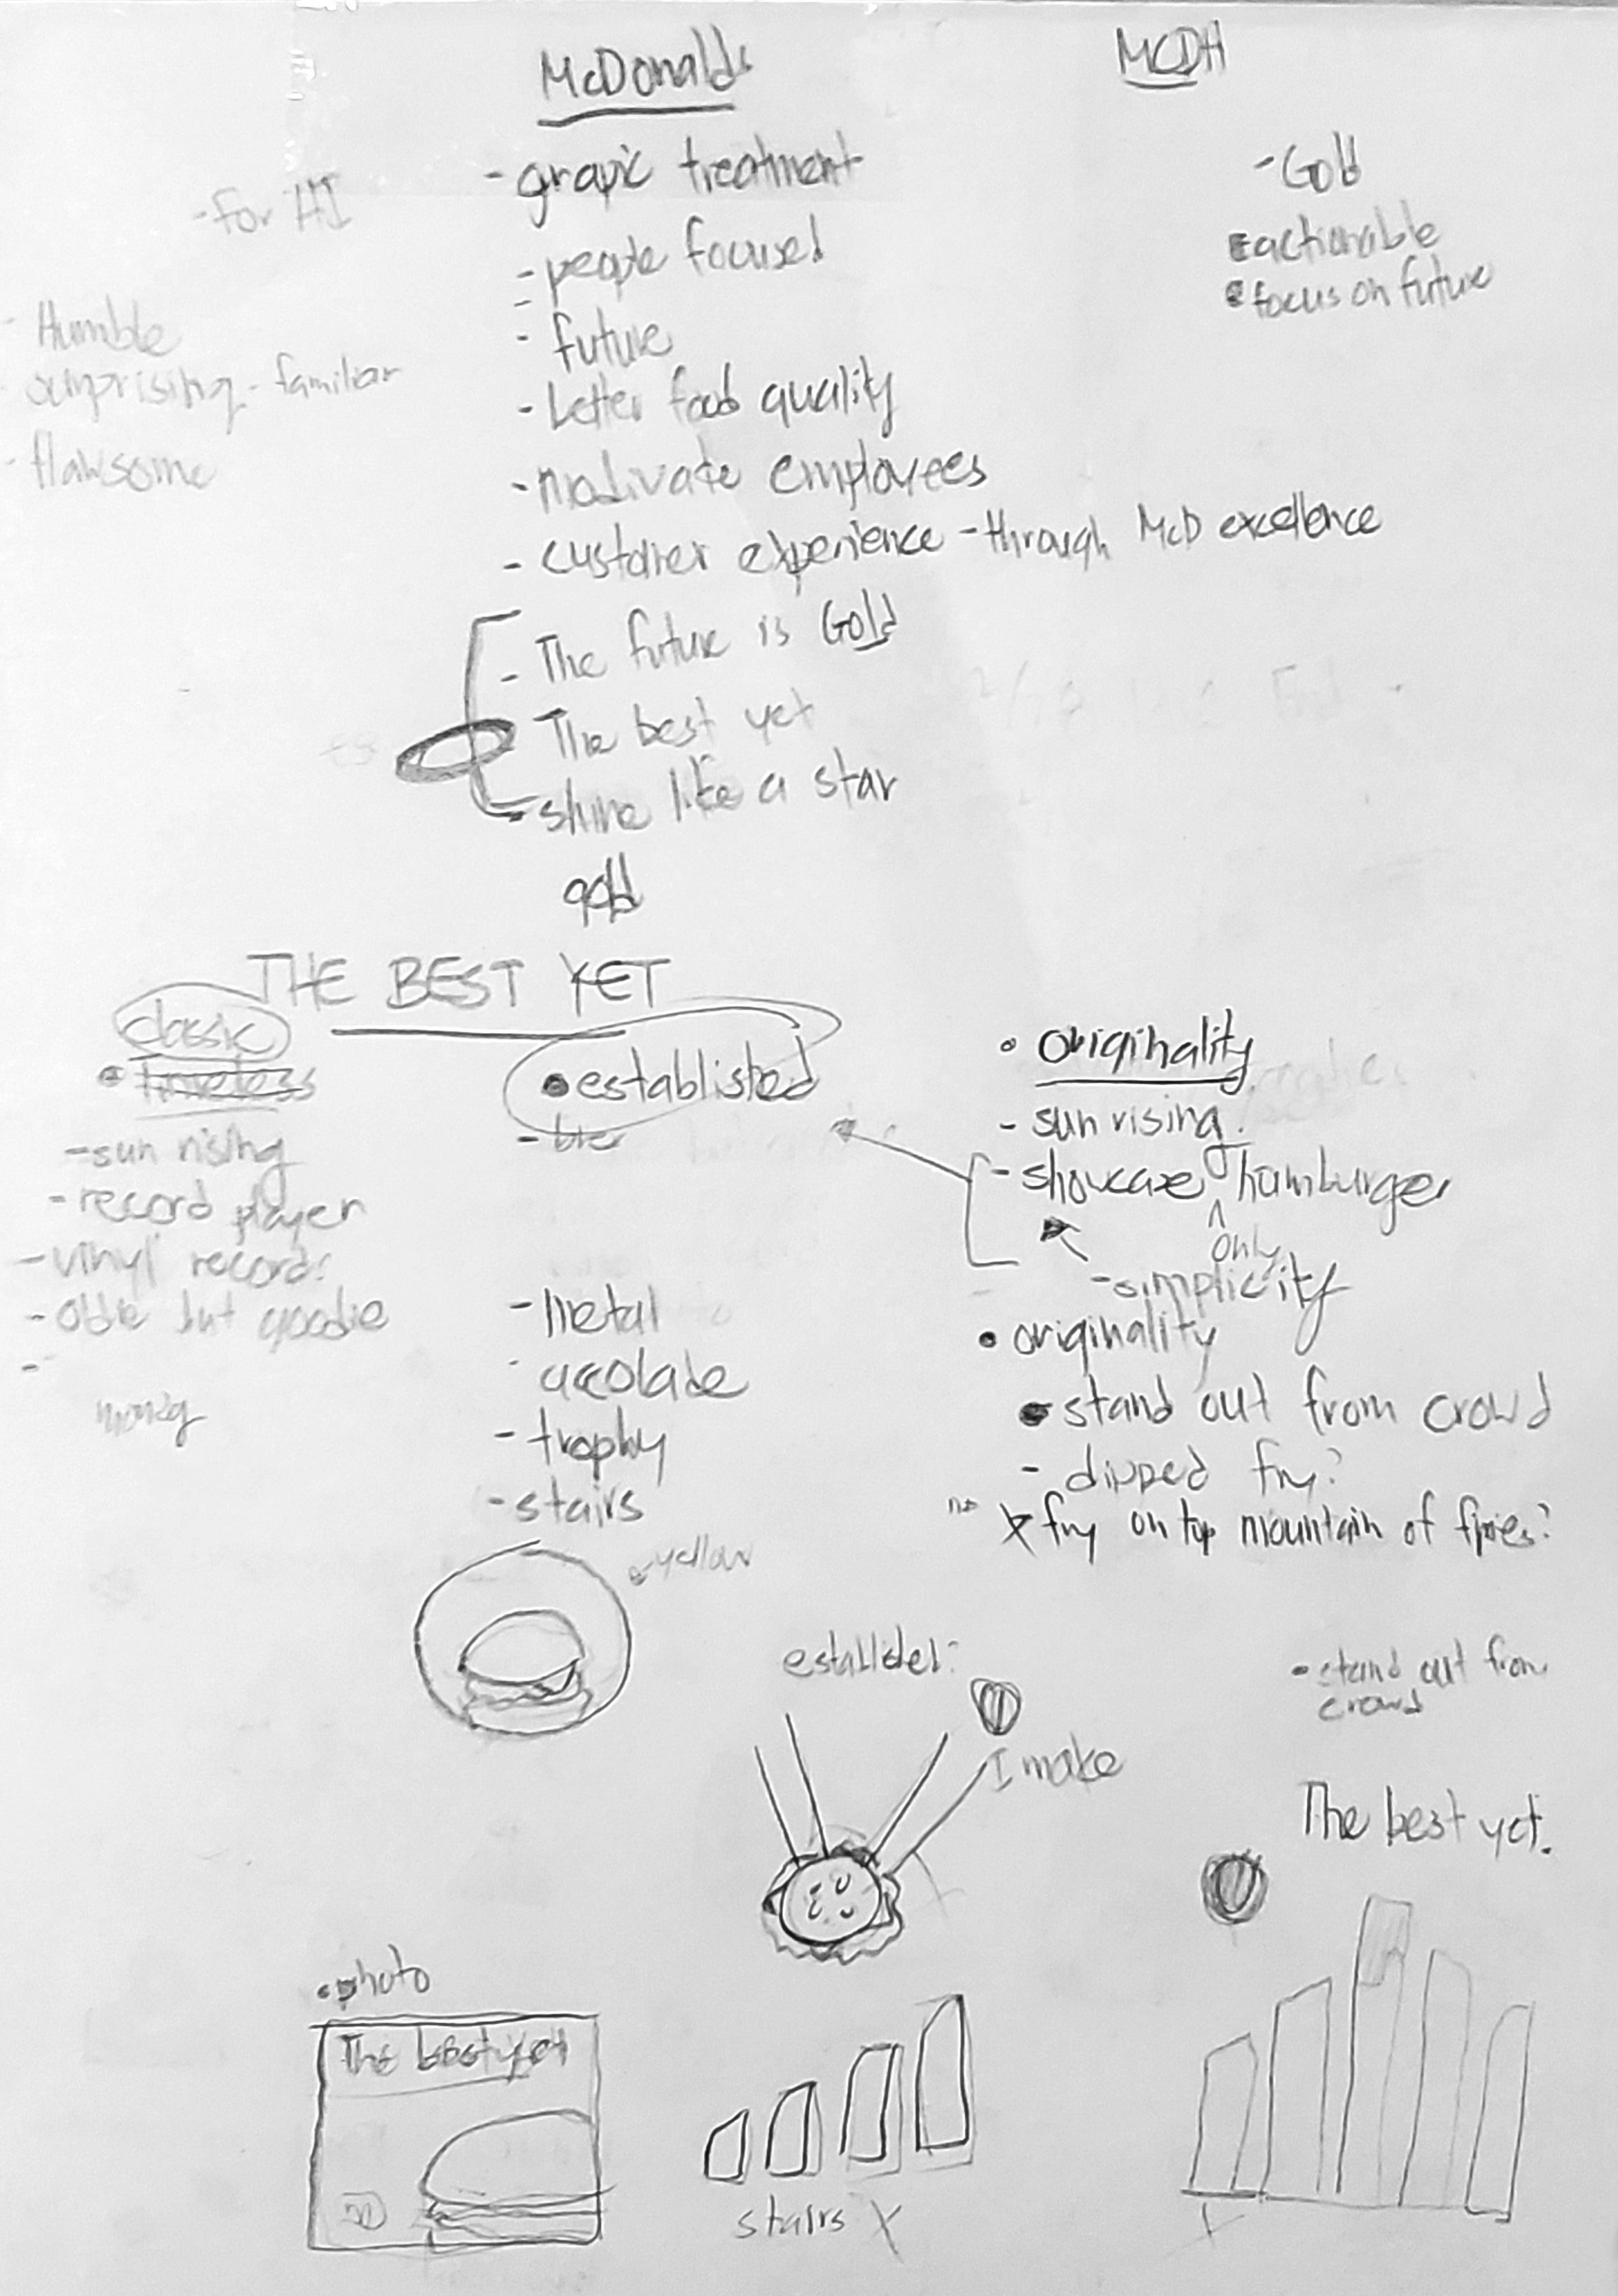 McDonalds
MCDH
- grapic treatment
- Gold
- for HI
- people focused
actionable
focus on future
- Humble
- future
surprising - familiar
- better food quality
- flawsome
- motivate employees
- customer experience - through McD excellence
- The future is Gold
- The best yet
- shine like a star
gold
THE BEST YET
classic
• timeless
- sun rising
- record player
- vinyl records
- oldie but goodie
-
money
• establisted
- metal
- accolade
- trophy
- stairs
• originality
- sun rising
- showcase hamburger
only
- simplicity
• originality
• stand out from crowd
- dipped fry?
no x fry on top mountain of fries?
yellow
• stand out from
crowd
I make
The best yet.
• photo
The best yet
stairs X